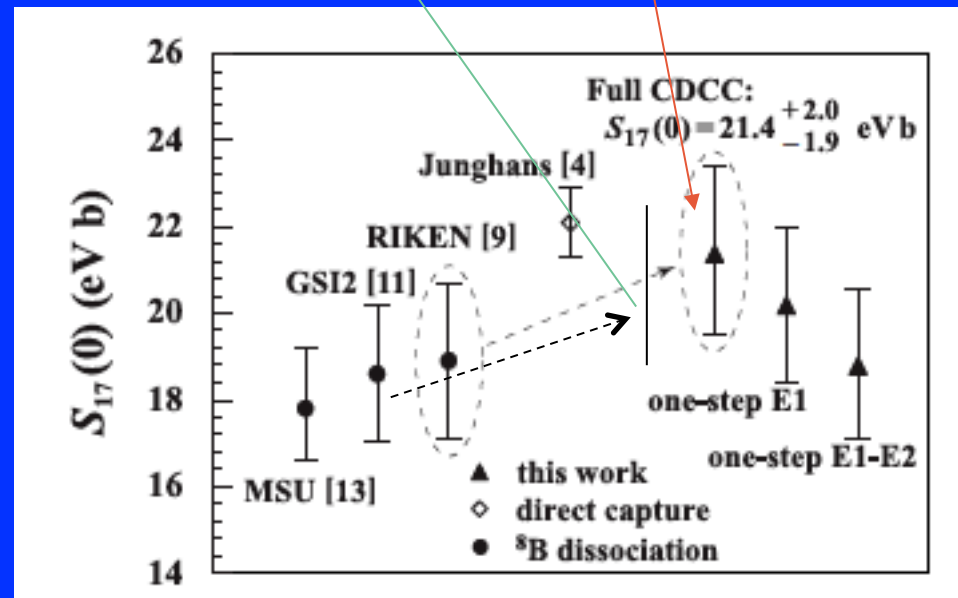 26
24
22
20
18
16
14
S₁₇(0) (eV b)
Full CDCC:
S₁₇(0)=21.4 +2.0 −1.9 eV b
Junghans [4]
RIKEN [9]
GSI2 [11]
MSU [13]
one-step E1
one-step E1-E2
▲ this work
◇ direct capture
● ⁸B dissociation